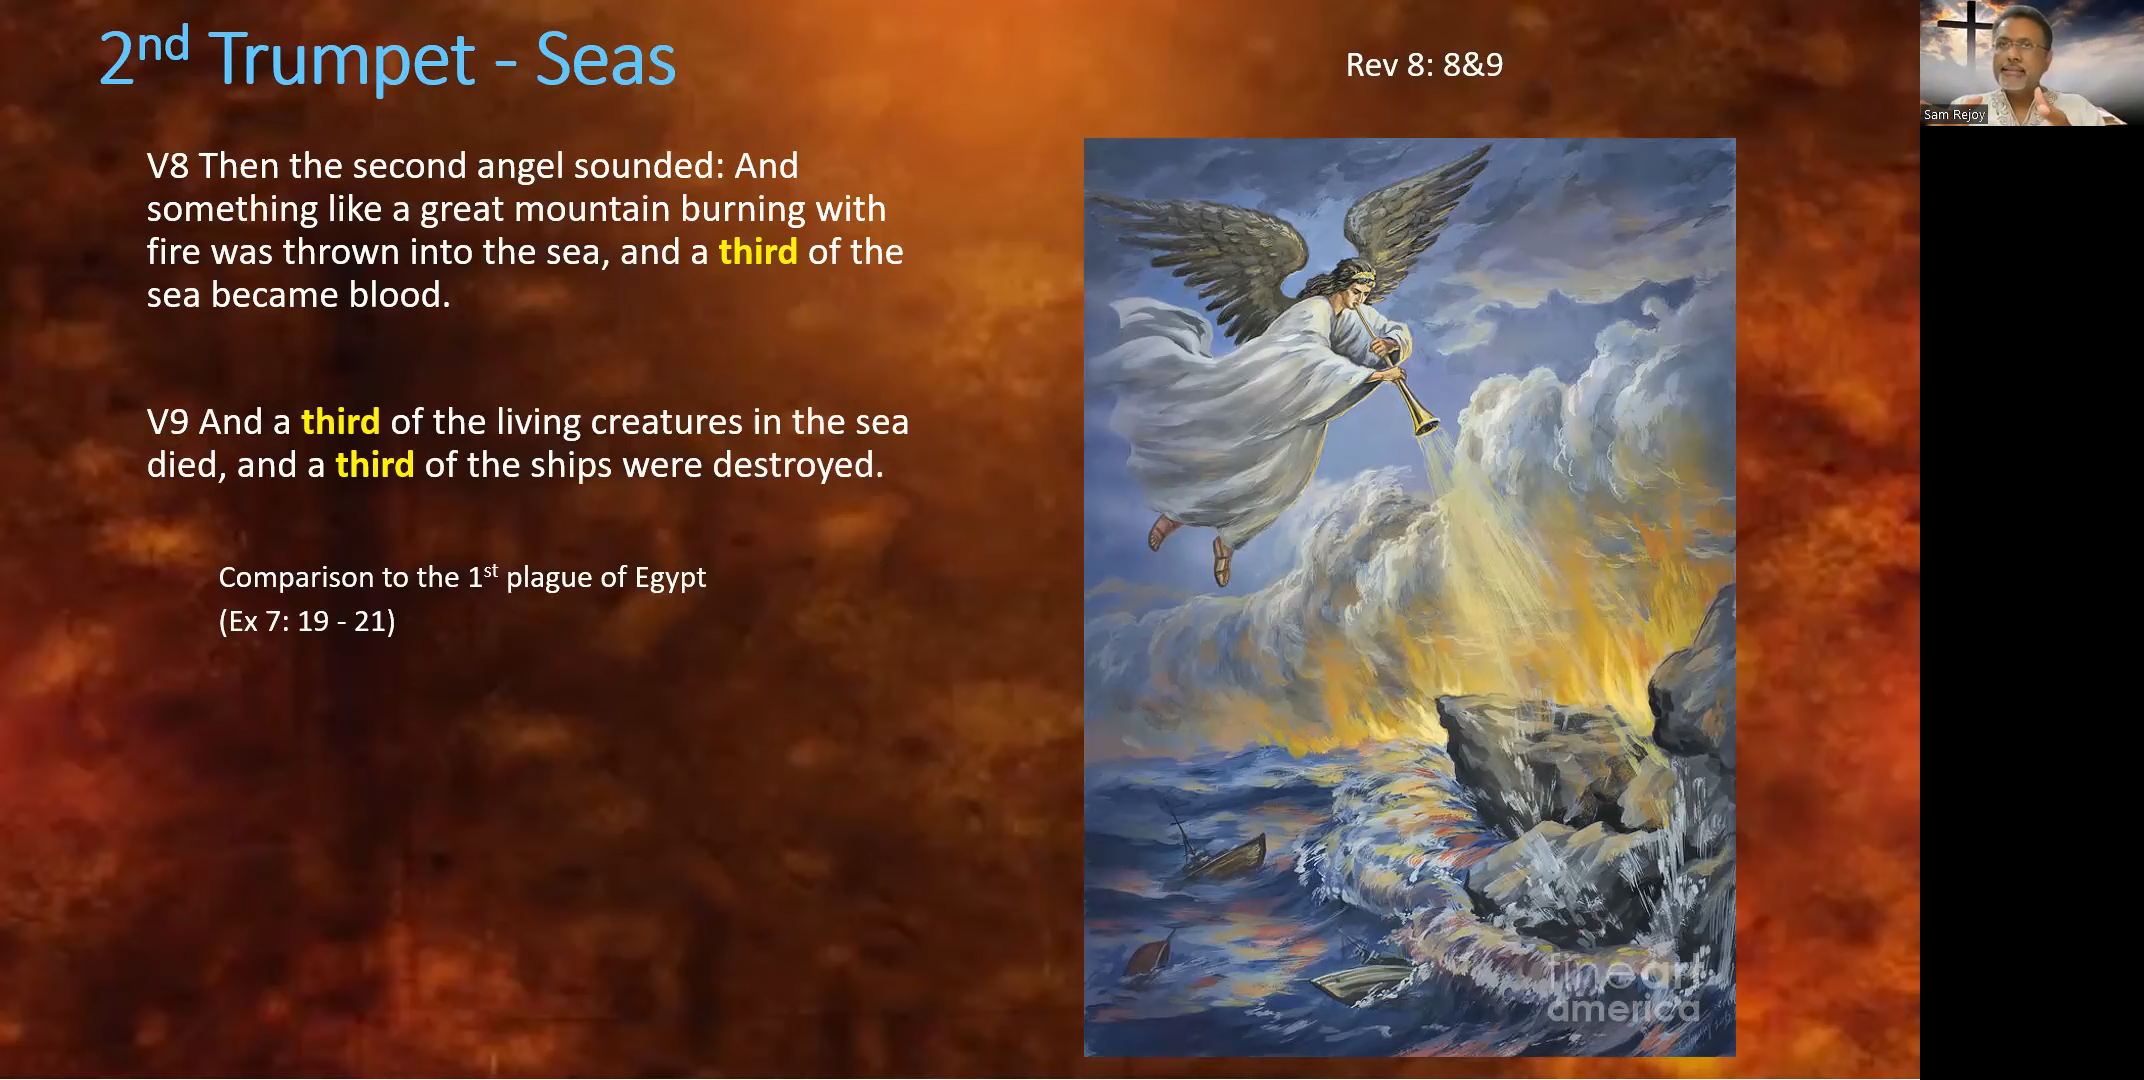 2nd Trumpet - Seas
Rev 8: 8&9
Sam Rejoy
V8 Then the second angel sounded: And
something like a great mountain burning with
fire was thrown into the sea, and a third of the
sea became blood.
V9 And a third of the living creatures in the sea
died, and a third of the ships were destroyed.
Comparison to the 1st plague of Egypt
(Ex 7: 19 - 21)
fine art
america